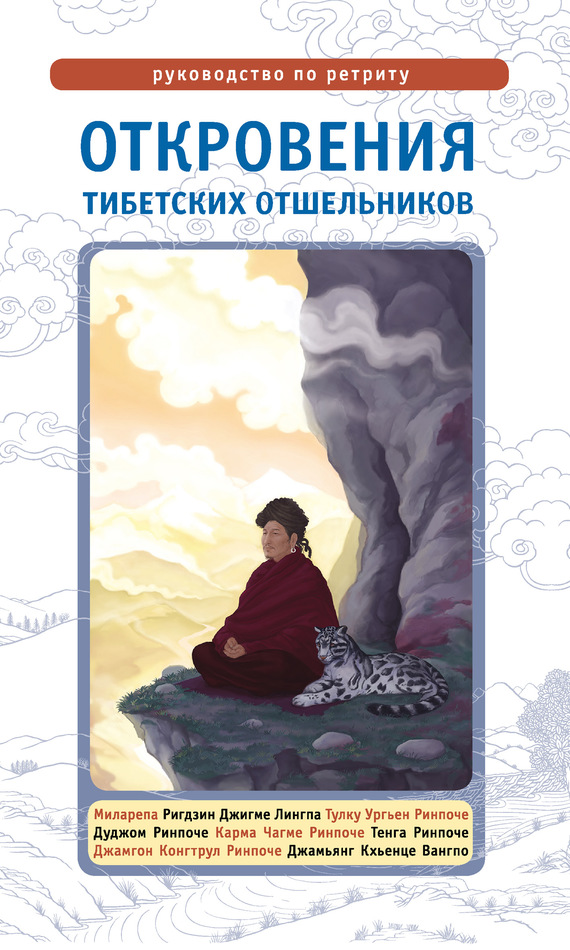 руководство по ретриту
ОТКРОВЕНИЯ
ТИБЕТСКИХ ОТШЕЛЬНИКОВ
Миларепа Ригдзин Джигме Лингпа Тулку Ургьен Ринпоче
Дуджом Ринпоче Карма Чагме Ринпоче Тенга Ринпоче
Джамгон Конгтрул Ринпоче Джамьянг Кхьенце Вангпо